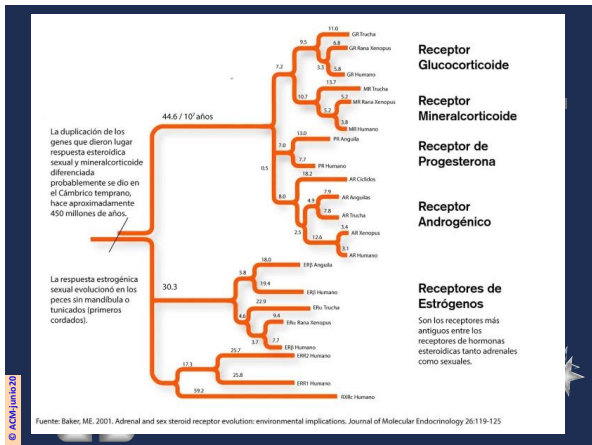 11.0
GR Trucha
9.5
6.8
GR Rana Xenopus
3.3
5.8
GR Humano
7.2
13.7
MR Trucha
10.7
5.2
MR Rana Xenopus
5.2
3.8
MR Humano
44.6 / 10⁷ años
13.0
PR Anguila
7.0
7.7
PR Humano
0.5
18.2
AR Cíclidos
8.0
7.9
AR Anguilas
4.9
7.8
AR Trucha
2.5
5.4
AR Xenopus
12.6
3.1
AR Humano
Receptor
Glucocorticoide
Receptor
Mineralcorticoide
Receptor de
Progesterona
Receptor
Androgénico
La duplicación de los
genes que dieron lugar
respuesta esteroídica
sexual y mineralcorticoide
diferenciada
probablemente se dio en
el Cámbrico temprano,
hace aproximadamente
450 millones de años.
La respuesta estrogénica
sexual evolucionó en los
peces sin mandíbula o
tunicados (primeros
cordados).
30.3
18.0
ERβ Anguila
5.8
19.4
ERβ Humano
22.9
ERα Trucha
4.6
9.4
ERα Rana Xenopus
3.7
7.7
ERβ Humano
25.7
ERR2 Humano
17.3
25.8
ERR1 Humano
59.2
RXRc Humano
Receptores de
Estrógenos
Son los receptores más
antiguos entre los
receptores de hormonas
esteroídicas tanto adrenales
como sexuales.
Fuente: Baker, ME. 2001. Adrenal and sex steroid receptor evolution: environmental implications. Journal of Molecular Endocrinology 26:119-125
© ACM-junio20